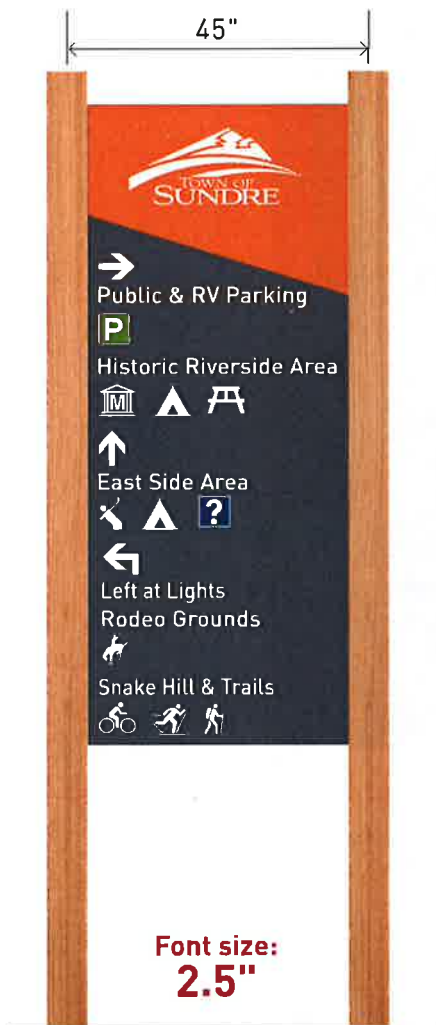 45"
TOWN OF
SUNDRE
Public & RV Parking
P
Historic Riverside Area
M
East Side Area
?
Left at Lights
Rodeo Grounds
Snake Hill & Trails
Font size:
2.5"